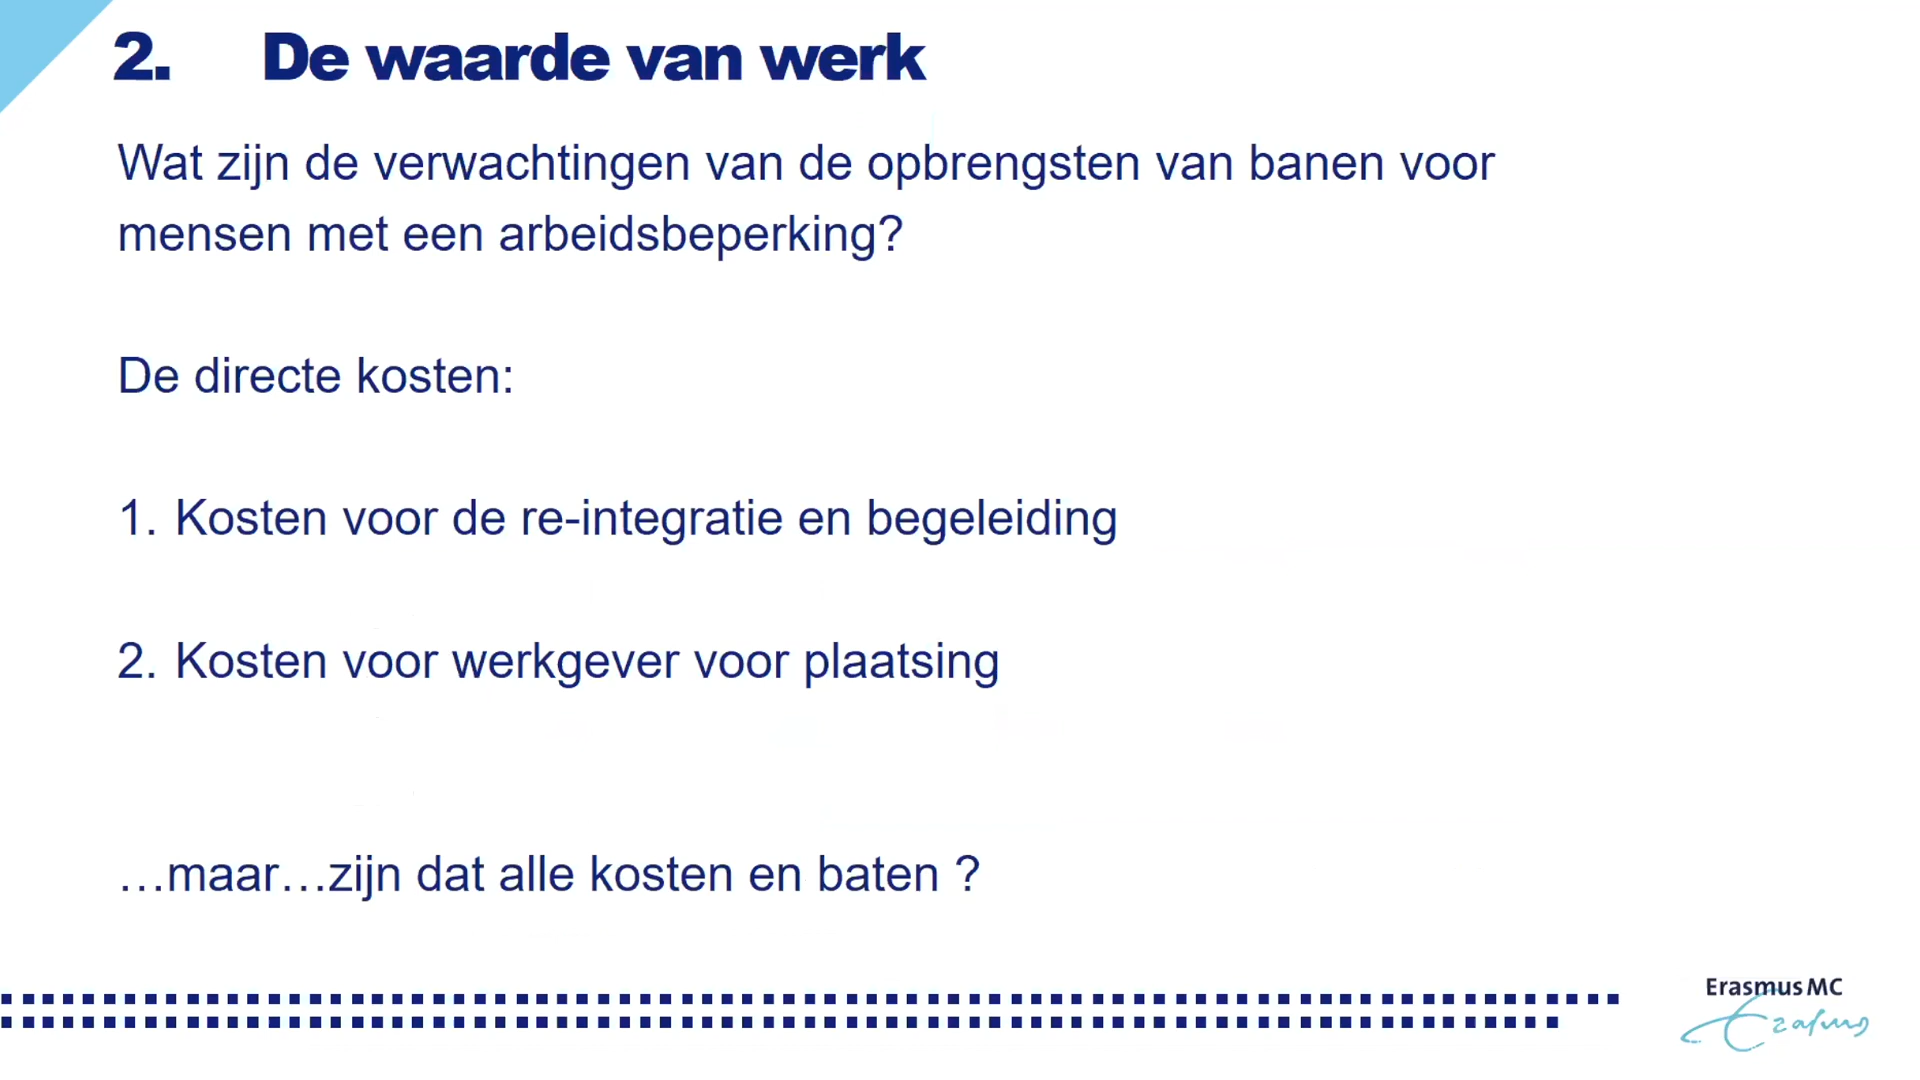 2. De waarde van werk
Wat zijn de verwachtingen van de opbrengsten van banen voor
mensen met een arbeidsbeperking?
De directe kosten:
1. Kosten voor de re-integratie en begeleiding
2. Kosten voor werkgever voor plaatsing
…maar…zijn dat alle kosten en baten ?
Erasmus MC
Erasmus